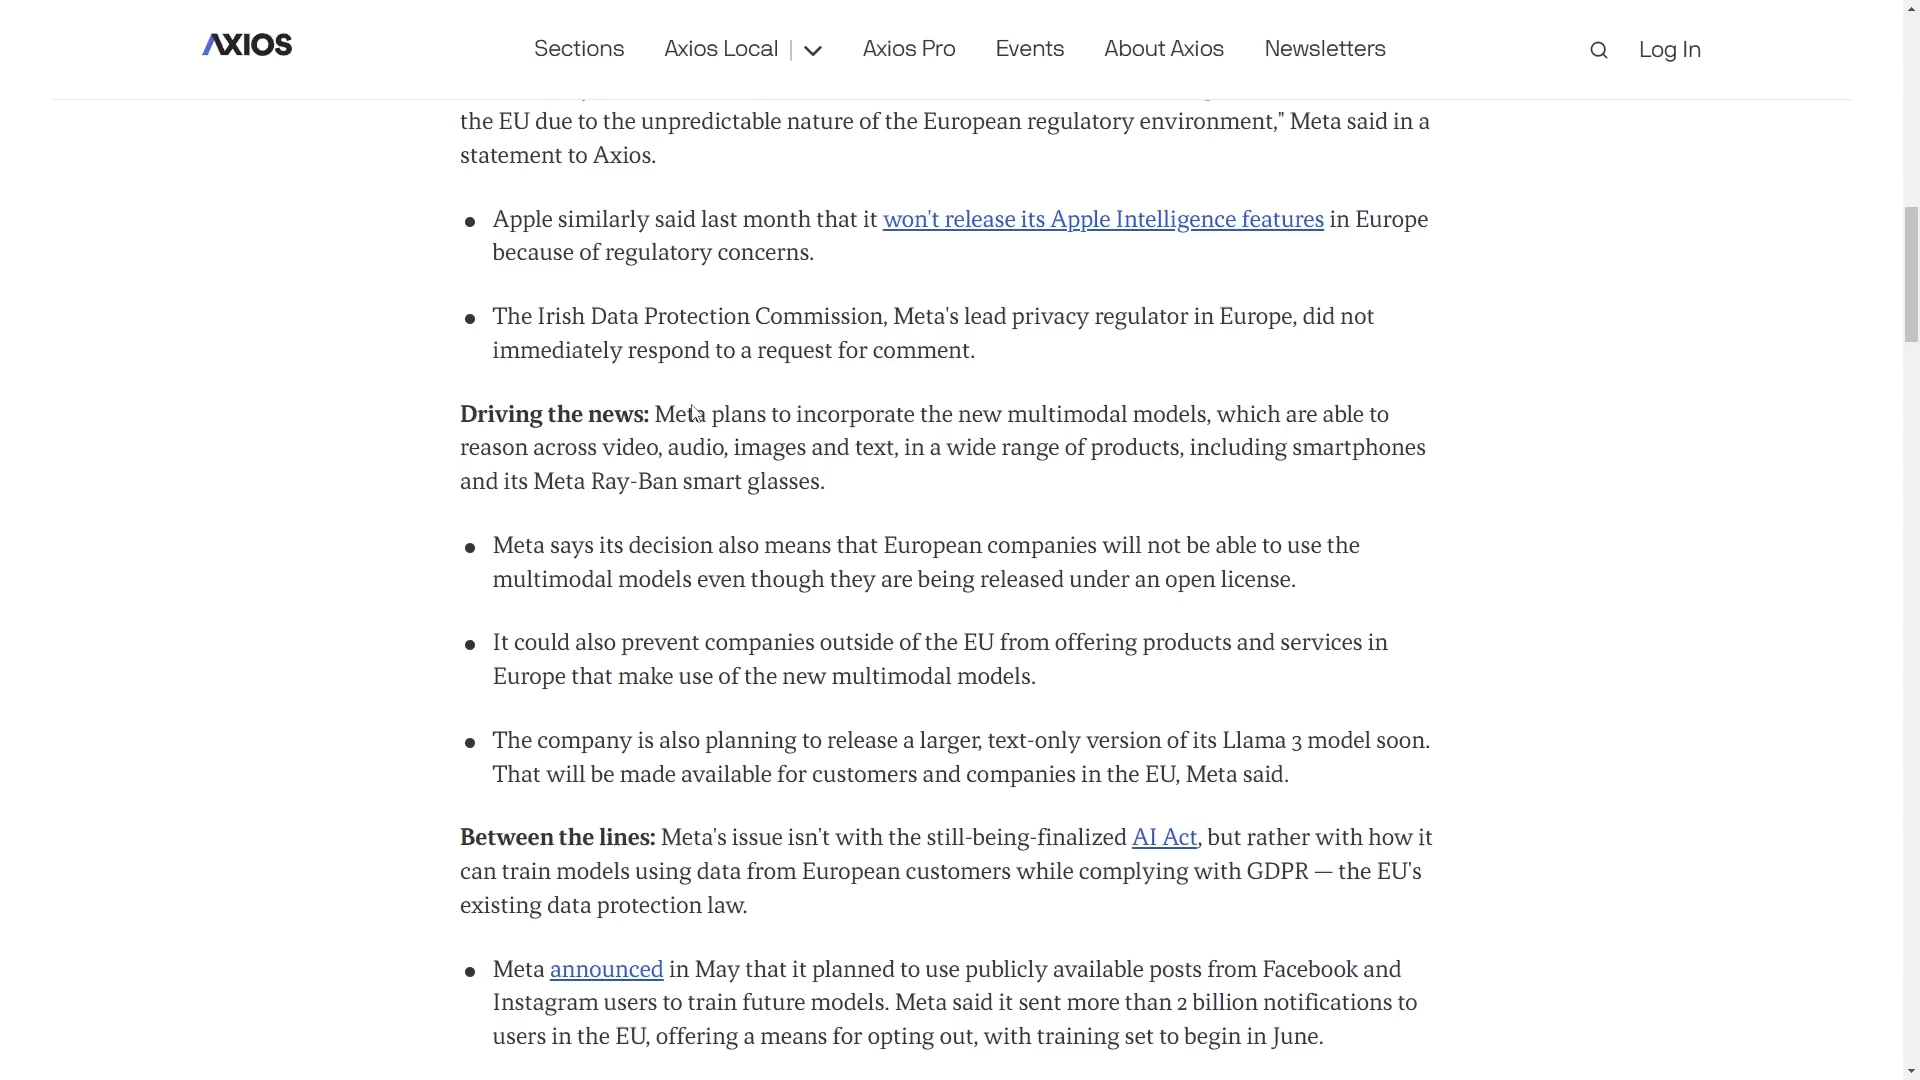 AXIOS
Sections
Axios Local
Axios Pro
Events
About Axios
Newsletters
Log In
the EU due to the unpredictable nature of the European regulatory environment," Meta said in a
statement to Axios.
● Apple similarly said last month that it won't release its Apple Intelligence features in Europe
because of regulatory concerns.
● The Irish Data Protection Commission, Meta's lead privacy regulator in Europe, did not
immediately respond to a request for comment.
Driving the news: Meta plans to incorporate the new multimodal models, which are able to
reason across video, audio, images and text, in a wide range of products, including smartphones
and its Meta Ray-Ban smart glasses.
● Meta says its decision also means that European companies will not be able to use the
multimodal models even though they are being released under an open license.
● It could also prevent companies outside of the EU from offering products and services in
Europe that make use of the new multimodal models.
● The company is also planning to release a larger, text-only version of its Llama 3 model soon.
That will be made available for customers and companies in the EU, Meta said.
Between the lines: Meta's issue isn't with the still-being-finalized AI Act, but rather with how it
can train models using data from European customers while complying with GDPR — the EU's
existing data protection law.
● Meta announced in May that it planned to use publicly available posts from Facebook and
Instagram users to train future models. Meta said it sent more than 2 billion notifications to
users in the EU, offering a means for opting out, with training set to begin in June.